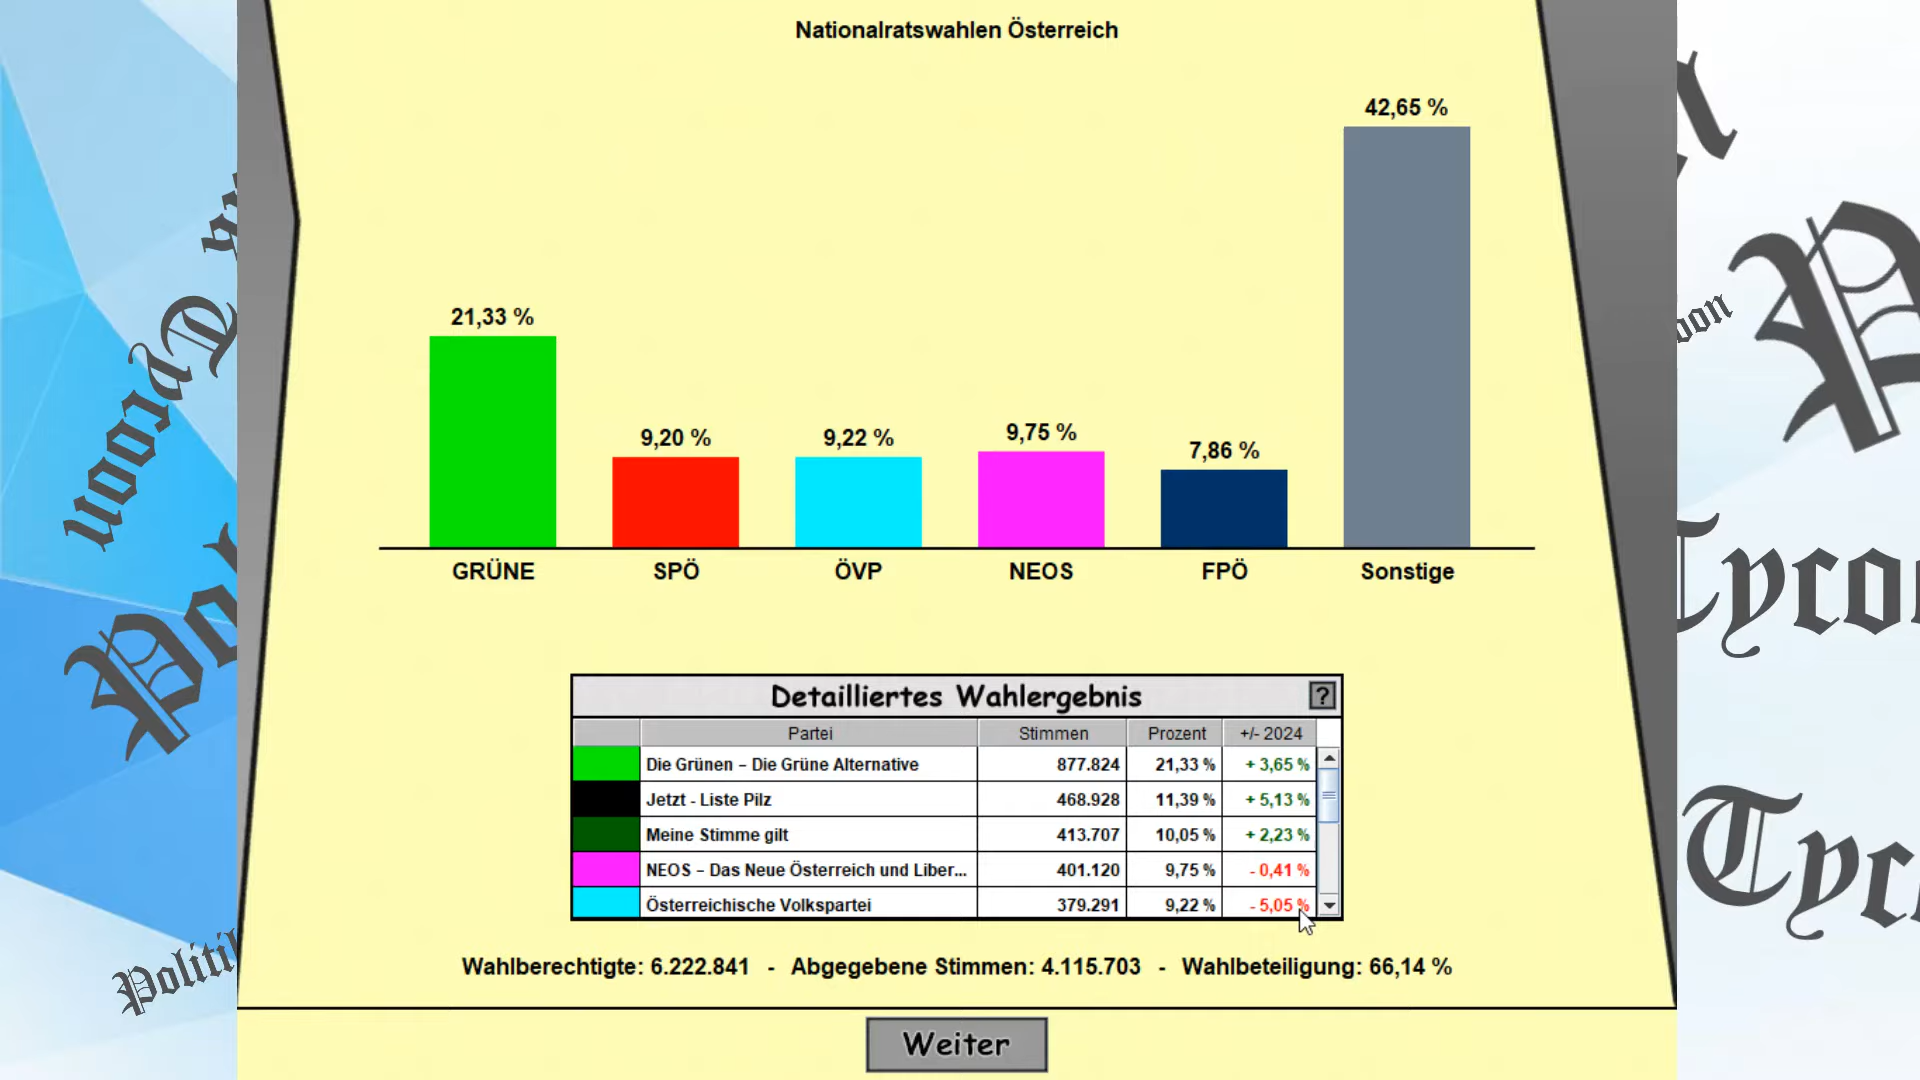 Nationalratswahlen Österreich
42,65 %
21,33 %
9,20 %
9,22 %
9,75 %
7,86 %
GRÜNE
SPÖ
ÖVP
NEOS
FPÖ
Sonstige
Detailliertes Wahlergebnis ?
Partei Stimmen Prozent +/- 2024
Die Grünen – Die Grüne Alternative 877.824 21,33 % + 3,65 %
Jetzt - Liste Pilz 468.928 11,39 % + 5,13 %
Meine Stimme gilt 413.707 10,05 % + 2,23 %
NEOS – Das Neue Österreich und Liber... 401.120 9,75 % - 0,41 %
Österreichische Volkspartei 379.291 9,22 % - 5,05 %
Wahlberechtigte: 6.222.841 - Abgegebene Stimmen: 4.115.703 - Wahlbeteiligung: 66,14 %
Weiter
Tycoon
Politi
Tyco
Tyc